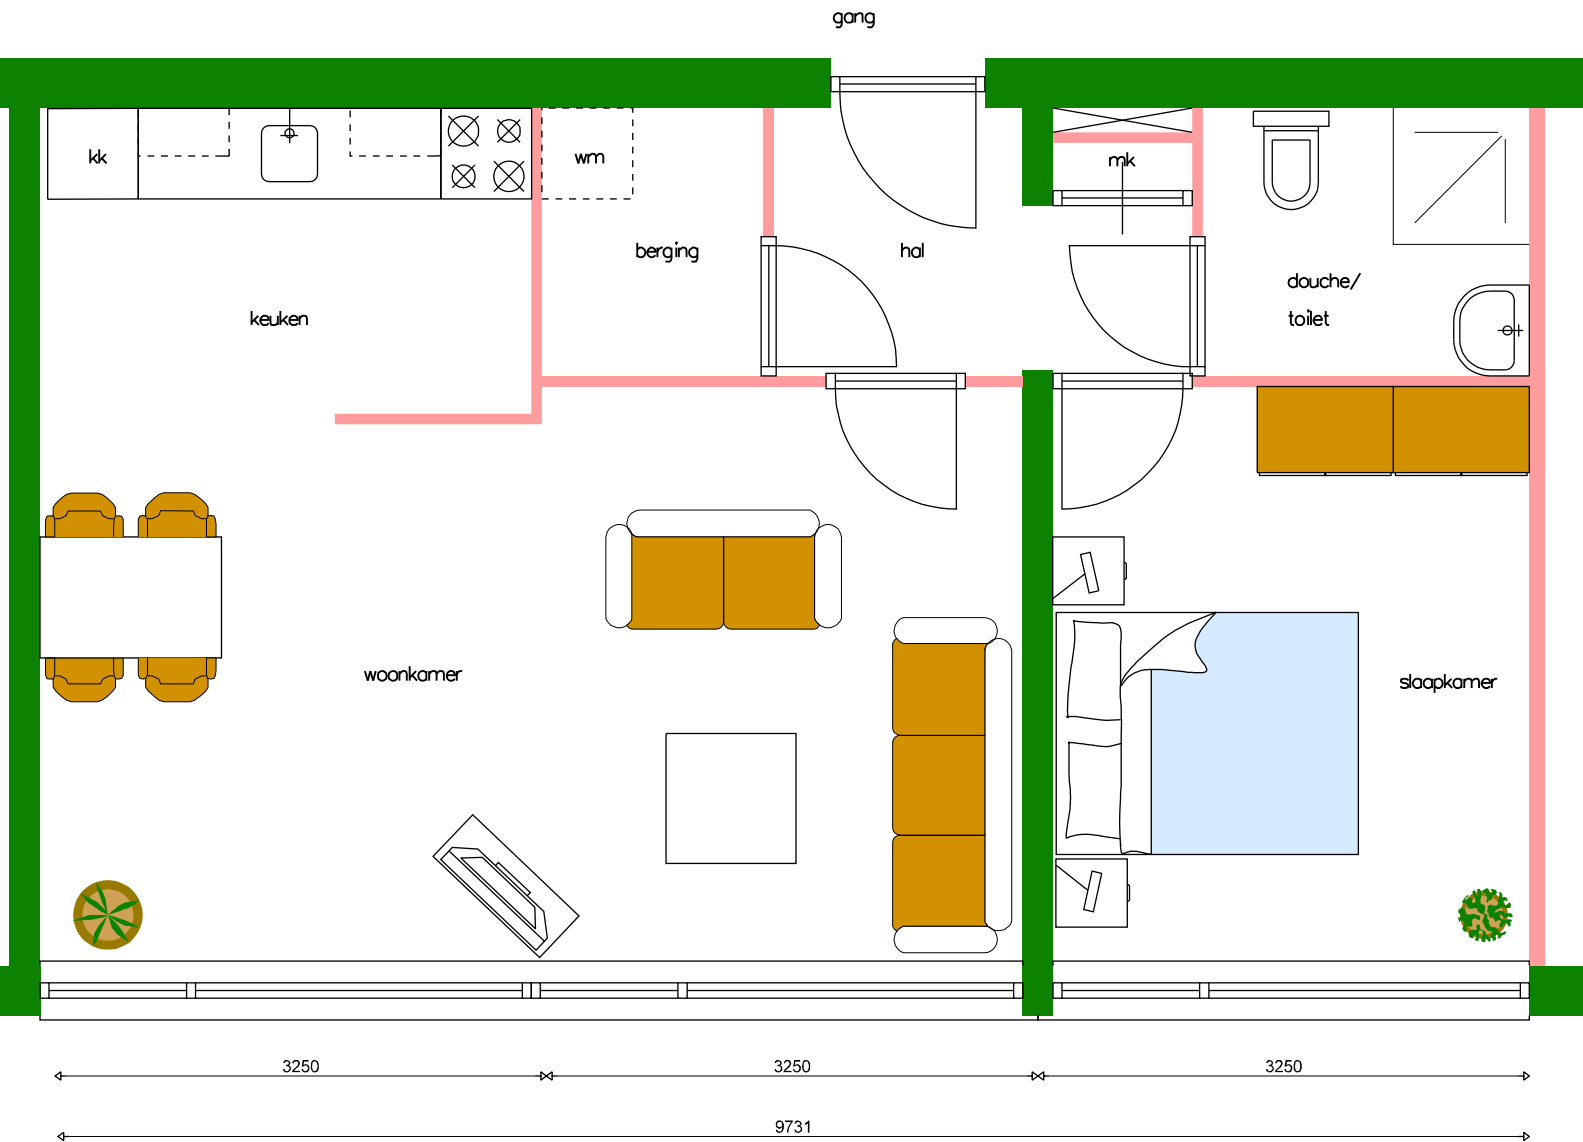 gang
kk
wm
mk
berging
hal
douche/
toilet
keuken
woonkamer
slaapkamer
3250
3250
3250
9731